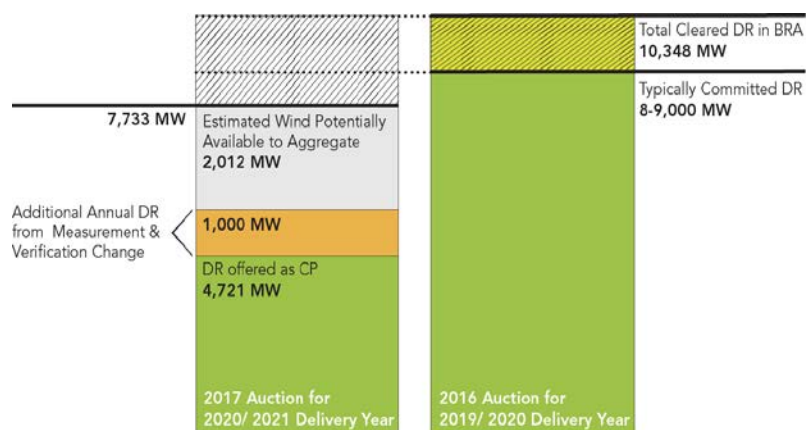 Total Cleared DR in BRA
10,348 MW
Typically Committed DR
8-9,000 MW
7,733 MW
Estimated Wind Potentially
Available to Aggregate
2,012 MW
Additional Annual DR
from Measurement &
Verification Change
1,000 MW
DR offered as CP
4,721 MW
2017 Auction for
2020/ 2021 Delivery Year
2016 Auction for
2019/ 2020 Delivery Year